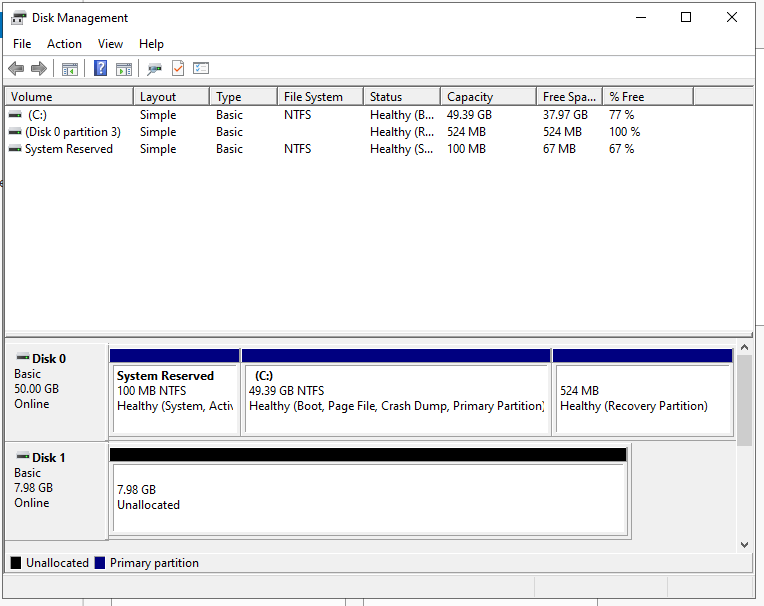 Disk Management
File Action View Help
Volume Layout Type File System Status Capacity Free Spa... % Free
(C:) Simple Basic NTFS Healthy (B... 49.39 GB 37.97 GB 77 %
(Disk 0 partition 3) Simple Basic Healthy (R... 524 MB 524 MB 100 %
System Reserved Simple Basic NTFS Healthy (S... 100 MB 67 MB 67 %
Disk 0
Basic
50.00 GB
Online
System Reserved
100 MB NTFS
Healthy (System, Activ
(C:)
49.39 GB NTFS
Healthy (Boot, Page File, Crash Dump, Primary Partition)
524 MB
Healthy (Recovery Partition)
Disk 1
Basic
7.98 GB
Online
7.98 GB
Unallocated
Unallocated Primary partition